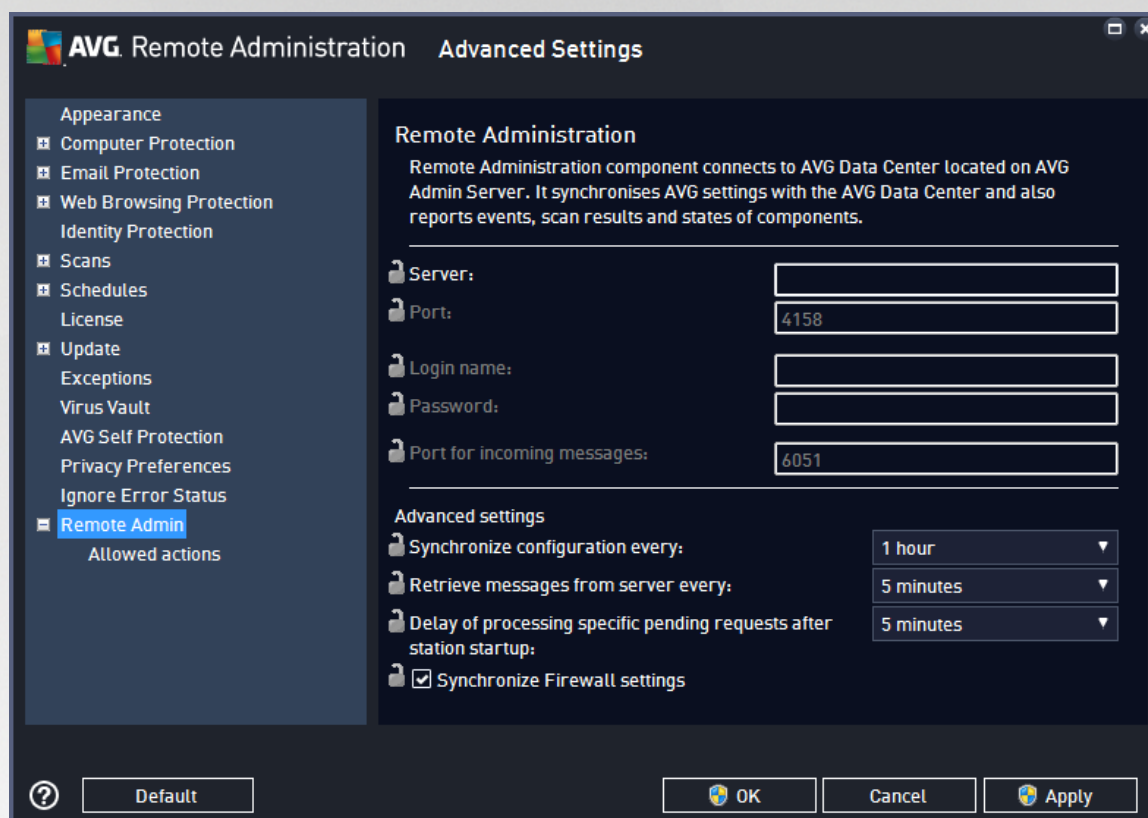 AVG. Remote Administration Advanced Settings
Appearance
Computer Protection
Email Protection
Web Browsing Protection
Identity Protection
Scans
Schedules
License
Update
Exceptions
Virus Vault
AVG Self Protection
Privacy Preferences
Ignore Error Status
Remote Admin
Allowed actions
Remote Administration
Remote Administration component connects to AVG Data Center located on AVG
Admin Server. It synchronises AVG settings with the AVG Data Center and also
reports events, scan results and states of components.
Server:
Port: 4158
Login name:
Password:
Port for incoming messages: 6051
Advanced settings
Synchronize configuration every: 1 hour
Retrieve messages from server every: 5 minutes
Delay of processing specific pending requests after 5 minutes
station startup:
Synchronize Firewall settings
? Default OK Cancel Apply